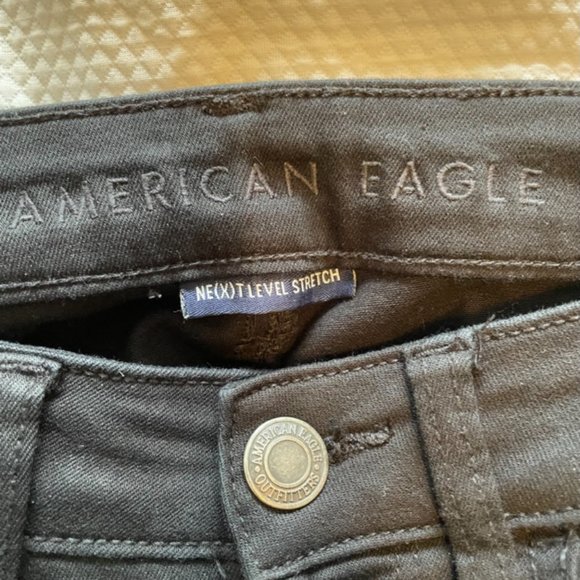 AMERICAN EAGLE
NE(X)T LEVEL STRETCH
AMERICAN EAGLE
OUTFITTERS